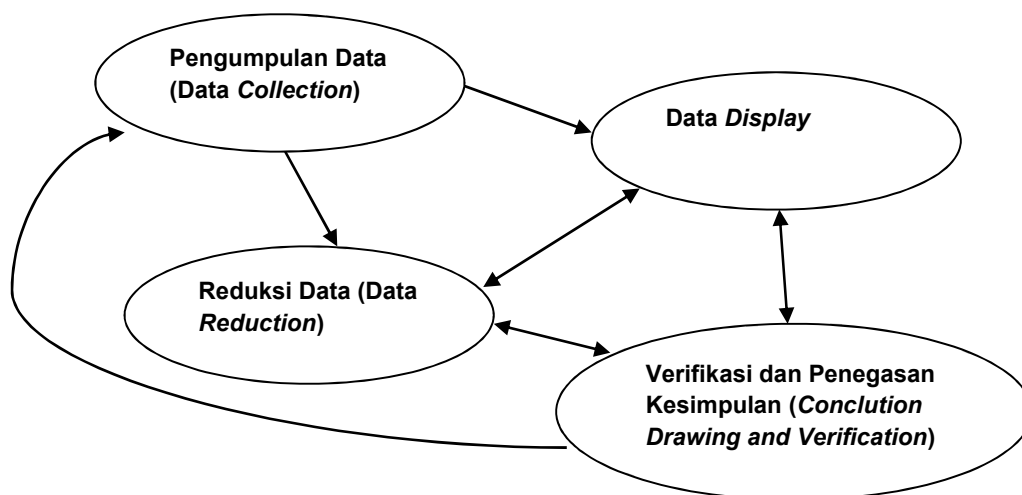 Pengumpulan Data
(Data Collection)
Data Display
Reduksi Data (Data
Reduction)
Verifikasi dan Penegasan
Kesimpulan (Conclution
Drawing and Verification)